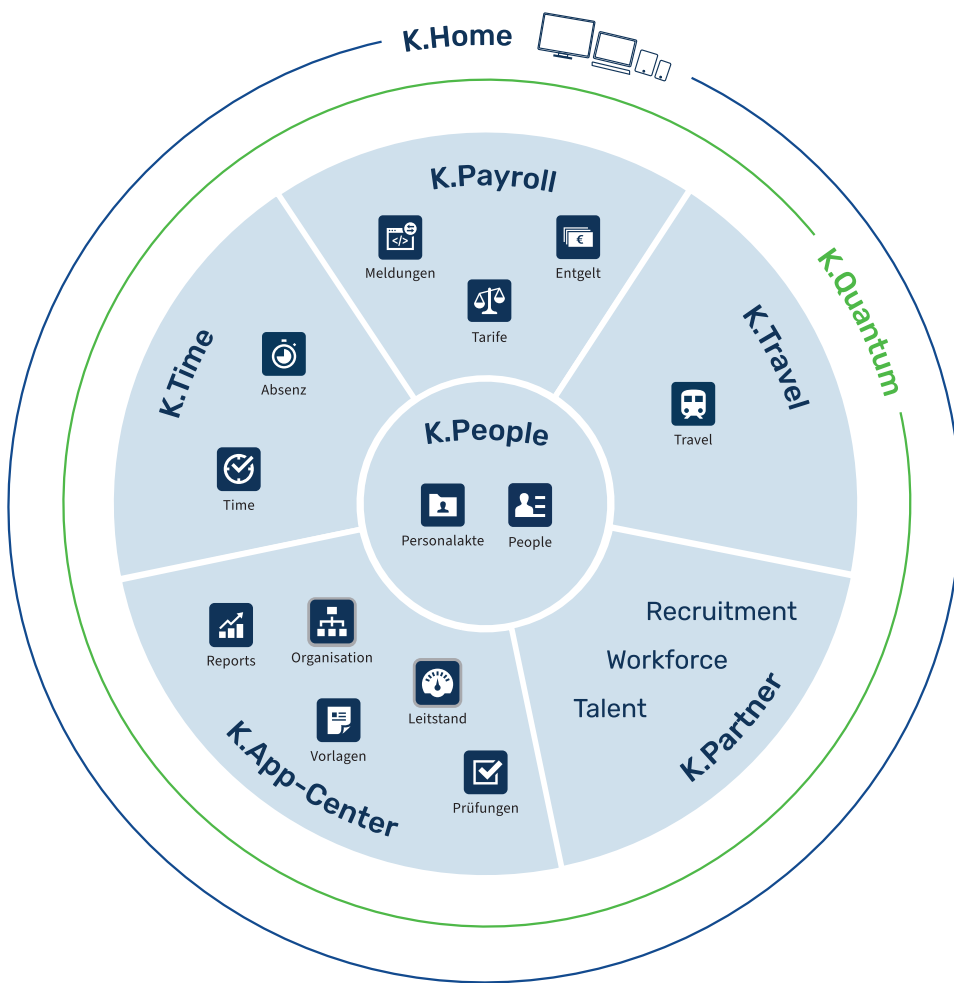 K.Home
K.Quantum
K.Payroll
Meldungen
Entgelt
Tarife
K.Time
Absenz
Time
K.Travel
Travel
K.People
Personalakte
People
Reports
Organisation
Leitstand
Vorlagen
Prüfungen
K.App-Center
Recruitment
Workforce
Talent
K.Partner